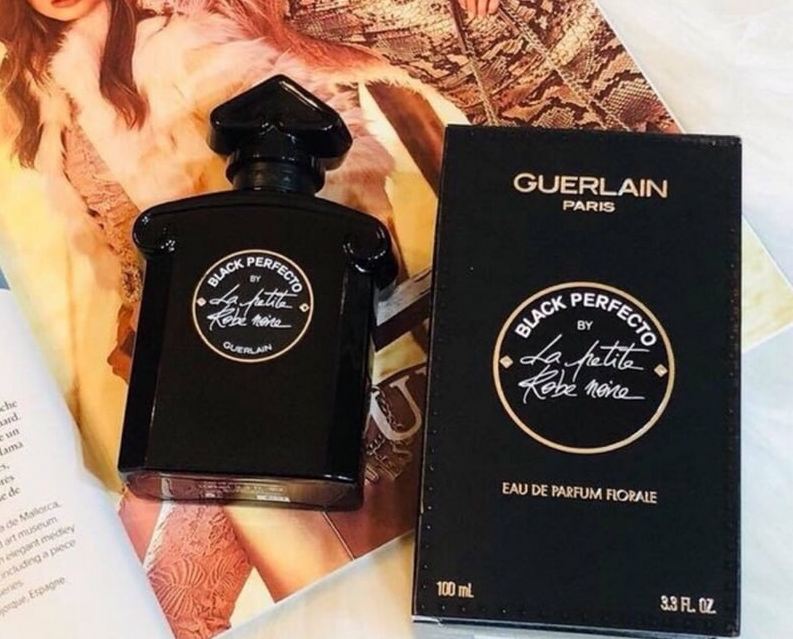 BLACK PERFECTO
BY
La petite
Robe noire
GUERLAIN
GUERLAIN
PARIS
BLACK PERFECTO
BY
La petite
Robe noire
EAU DE PARFUM FLORALE
100 mL
3.3 FL. OZ.
de Mallorca,
art museum
elegant medley
including a piece
Espagne.